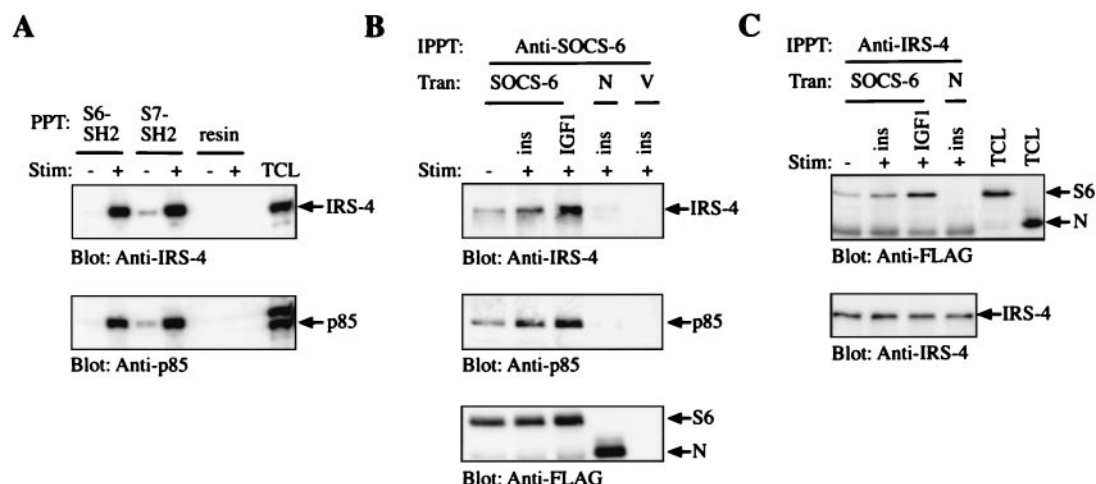 A
PPT: S6-SH2 S7-SH2 resin
Stim: - + - + - + TCL
IRS-4
Blot: Anti-IRS-4
p85
Blot: Anti-p85
B
IPPT: Anti-SOCS-6
Tran: SOCS-6 N V
ins IGF1 ins ins
Stim: - + + + +
IRS-4
Blot: Anti-IRS-4
p85
Blot: Anti-p85
S6
N
Blot: Anti-FLAG
C
IPPT: Anti-IRS-4
Tran: SOCS-6 N
- ins + IGF1 + ins + TCL TCL
S6
N
Blot: Anti-FLAG
IRS-4
Blot: Anti-IRS-4